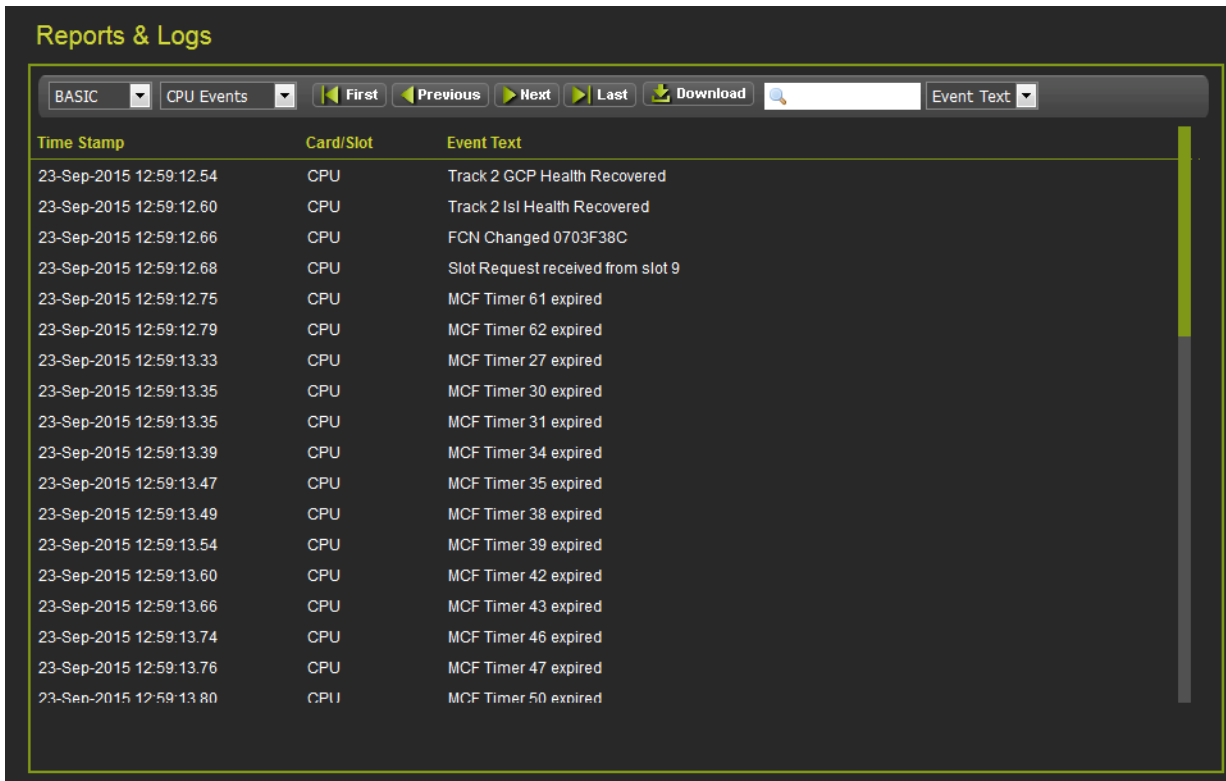 Reports & Logs
BASIC CPU Events First Previous Next Last Download Event Text
Time Stamp Card/Slot Event Text
23-Sep-2015 12:59:12.54 CPU Track 2 GCP Health Recovered
23-Sep-2015 12:59:12.60 CPU Track 2 Isl Health Recovered
23-Sep-2015 12:59:12.66 CPU FCN Changed 0703F38C
23-Sep-2015 12:59:12.68 CPU Slot Request received from slot 9
23-Sep-2015 12:59:12.75 CPU MCF Timer 61 expired
23-Sep-2015 12:59:12.79 CPU MCF Timer 62 expired
23-Sep-2015 12:59:13.33 CPU MCF Timer 27 expired
23-Sep-2015 12:59:13.35 CPU MCF Timer 30 expired
23-Sep-2015 12:59:13.35 CPU MCF Timer 31 expired
23-Sep-2015 12:59:13.39 CPU MCF Timer 34 expired
23-Sep-2015 12:59:13.47 CPU MCF Timer 35 expired
23-Sep-2015 12:59:13.49 CPU MCF Timer 38 expired
23-Sep-2015 12:59:13.54 CPU MCF Timer 39 expired
23-Sep-2015 12:59:13.60 CPU MCF Timer 42 expired
23-Sep-2015 12:59:13.66 CPU MCF Timer 43 expired
23-Sep-2015 12:59:13.74 CPU MCF Timer 46 expired
23-Sep-2015 12:59:13.76 CPU MCF Timer 47 expired
23-Sep-2015 12:59:13.80 CPU MCF Timer 50 expired